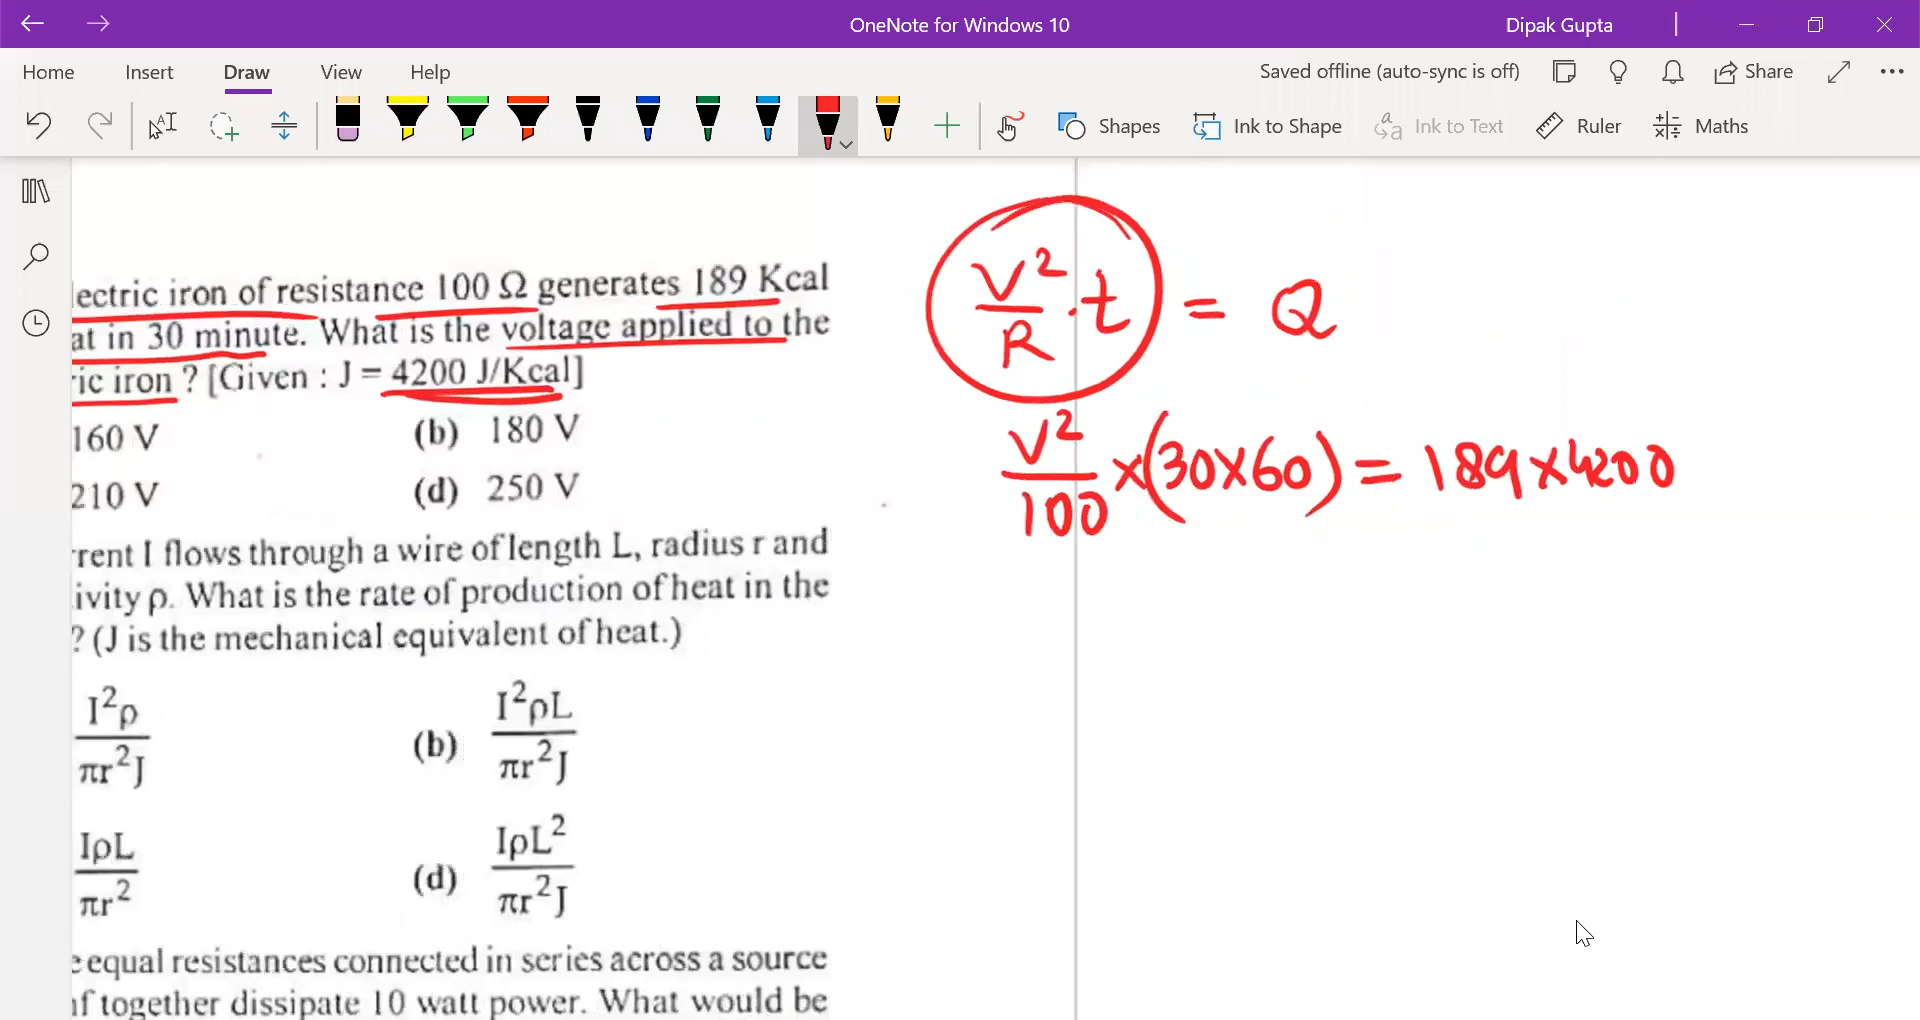 OneNote for Windows 10
Dipak Gupta
Home Insert Draw View Help
Saved offline (auto-sync is off)
Share
Shapes
Ink to Shape
Ink to Text
Ruler
Maths
lectric iron of resistance 100 Ω generates 189 Kcal
at in 30 minute. What is the voltage applied to the
ric iron ? [Given : J = 4200 J/Kcal]
160 V (b) 180 V
210 V (d) 250 V
rrent I flows through a wire of length L, radius r and
ivity ρ. What is the rate of production of heat in the
? (J is the mechanical equivalent of heat.)
I²ρ / πr²J (b) I²ρL / πr²J
IρL / πr² (d) IρL² / πr²J
e equal resistances connected in series across a source
nf together dissipate 10 watt power. What would be
V²/R · t = Q
V²/100 × (30×60) = 189×4200